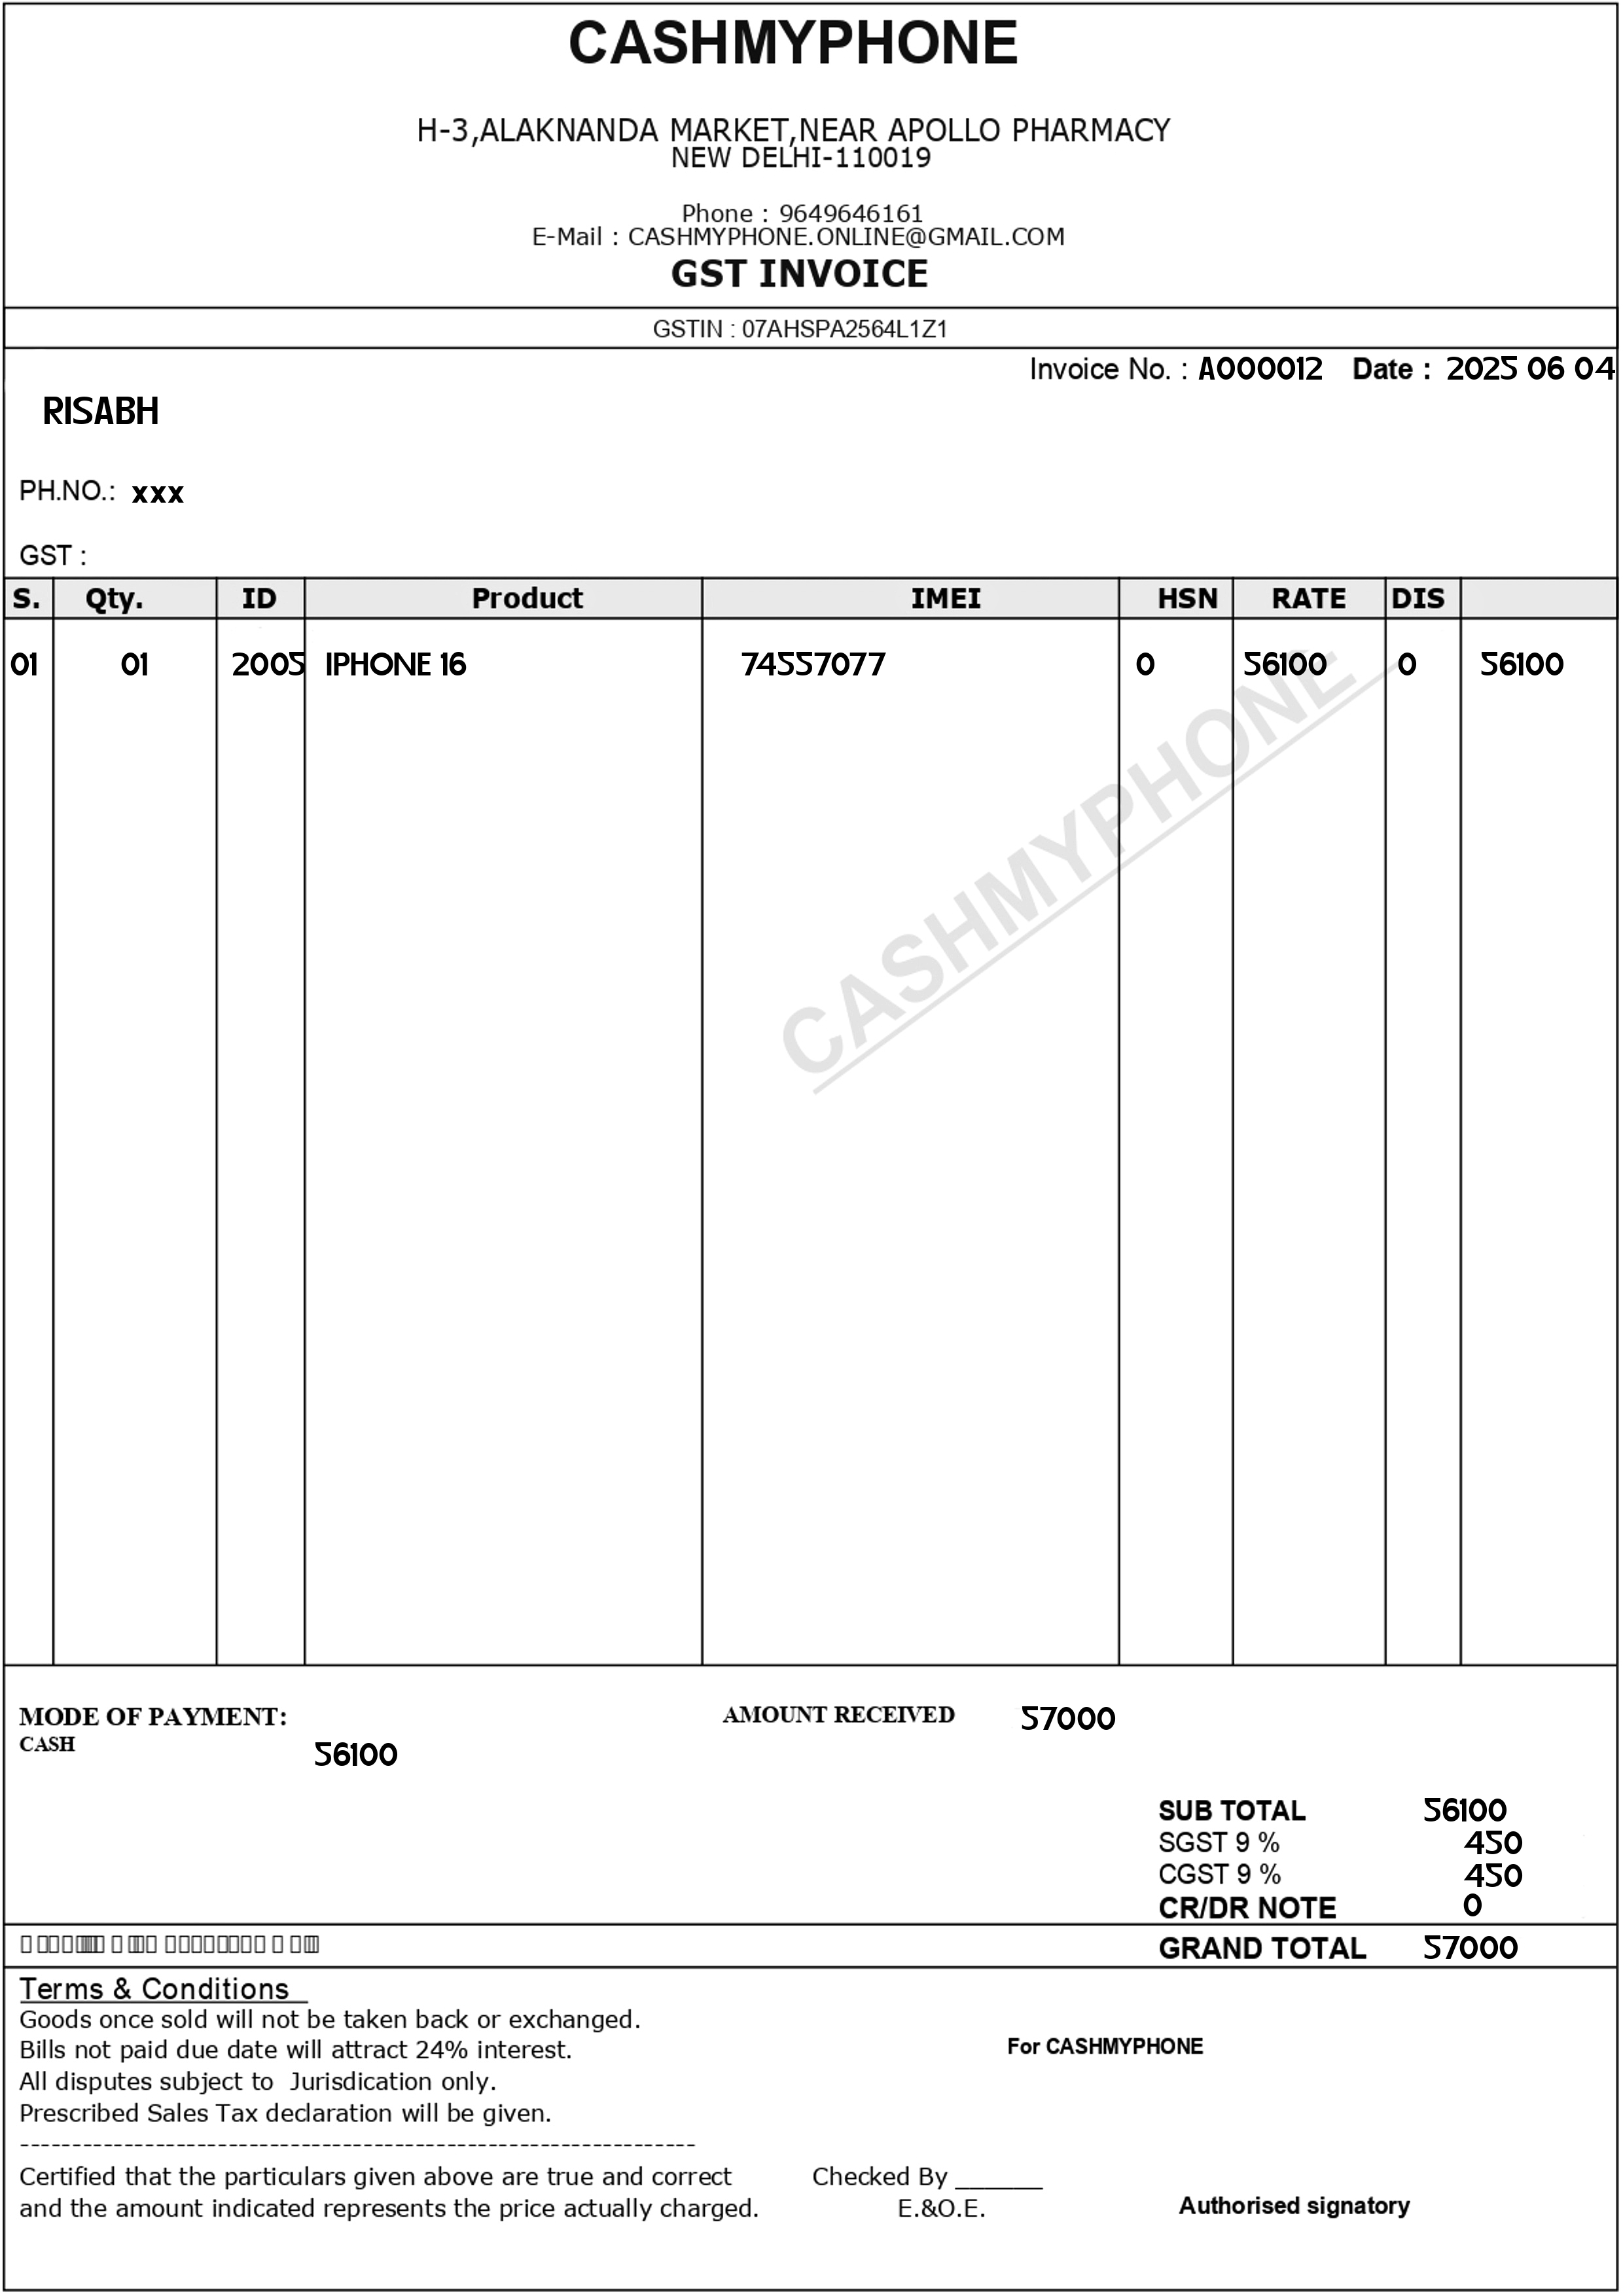 CASHMYPHONE
H-3,ALAKNANDA MARKET,NEAR APOLLO PHARMACY
NEW DELHI-110019
Phone : 9649646161
E-Mail : CASHMYPHONE.ONLINE@GMAIL.COM
GST INVOICE
GSTIN : 07AHSPA2564L1Z1
Invoice No. : A000012 Date : 2025 06 04
RISABH
PH.NO.: xxx
GST :
S. Qty. ID Product IMEI HSN RATE DIS
01 01 2005 IPHONE 16 74557077 0 56100 0 56100
CASHMYPHONE
MODE OF PAYMENT: AMOUNT RECEIVED 57000
CASH 56100
SUB TOTAL 56100
SGST 9 % 450
CGST 9 % 450
CR/DR NOTE 0
GRAND TOTAL 57000
Terms & Conditions
Goods once sold will not be taken back or exchanged.
Bills not paid due date will attract 24% interest.
For CASHMYPHONE
All disputes subject to Jurisdication only.
Prescribed Sales Tax declaration will be given.
-----------------------------------------------------------------
Certified that the particulars given above are true and correct Checked By ______
and the amount indicated represents the price actually charged. E.&O.E. Authorised signatory